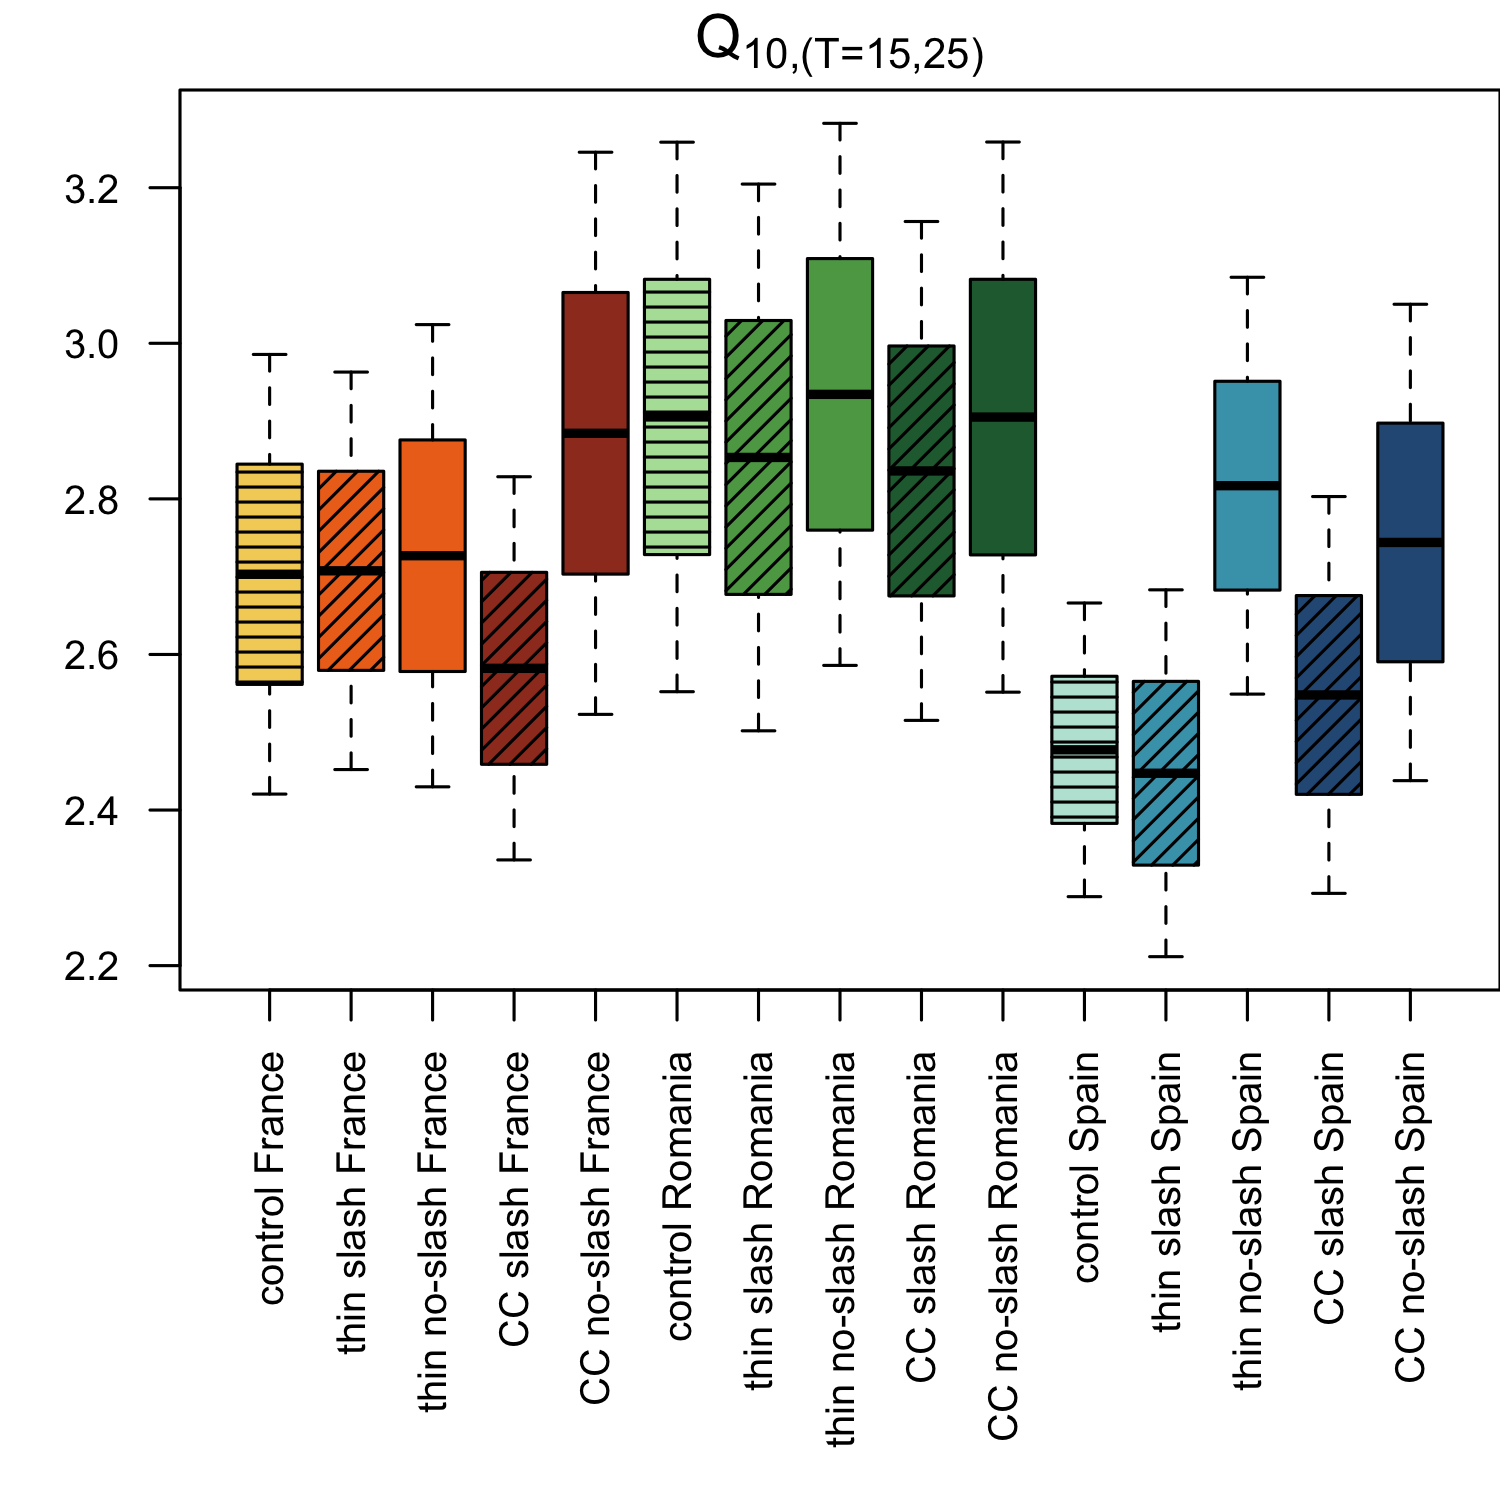 Q10,(T=15,25)
3.2
3.0
2.8
2.6
2.4
2.2
control France
thin slash France
thin no-slash France
CC slash France
CC no-slash France
control Romania
thin slash Romania
thin no-slash Romania
CC slash Romania
CC no-slash Romania
control Spain
thin slash Spain
thin no-slash Spain
CC slash Spain
CC no-slash Spain